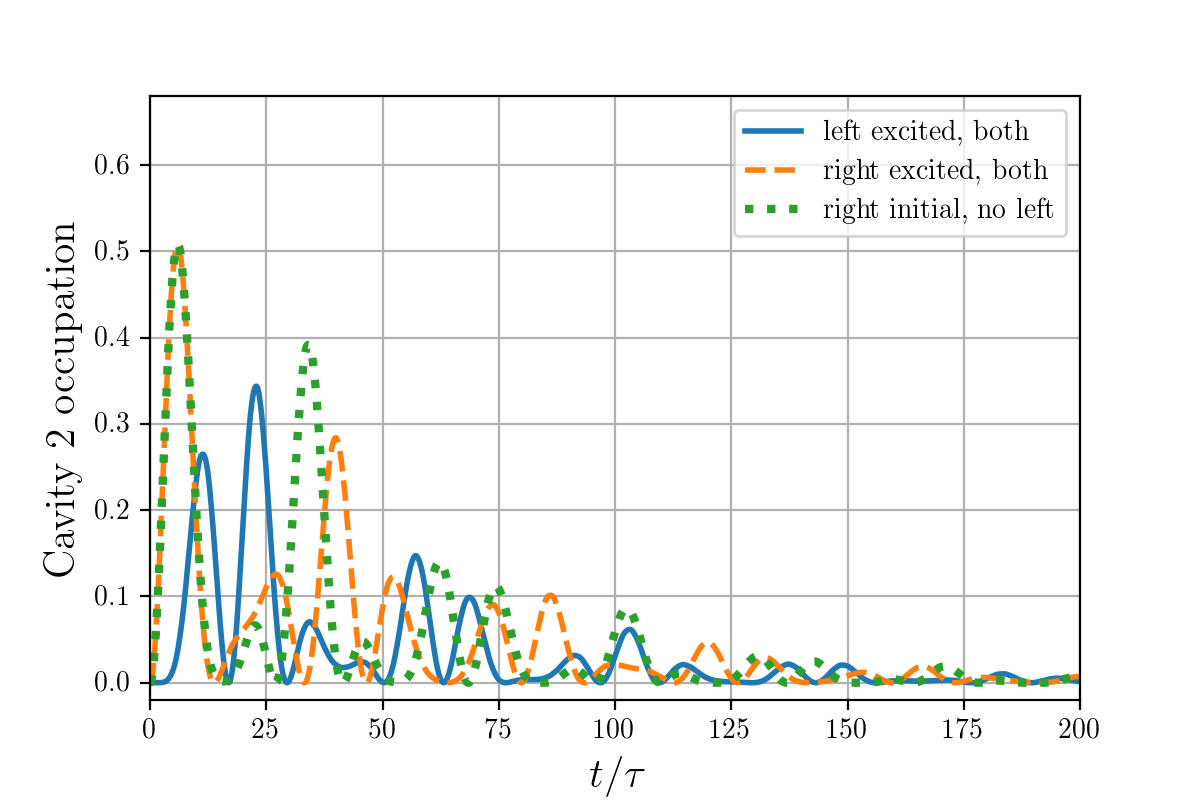 left excited, both
right excited, both
right initial, no left
Cavity 2 occupation
0.6
0.5
0.4
0.3
0.2
0.1
0.0
0 25 50 75 100 125 150 175 200
t/τ